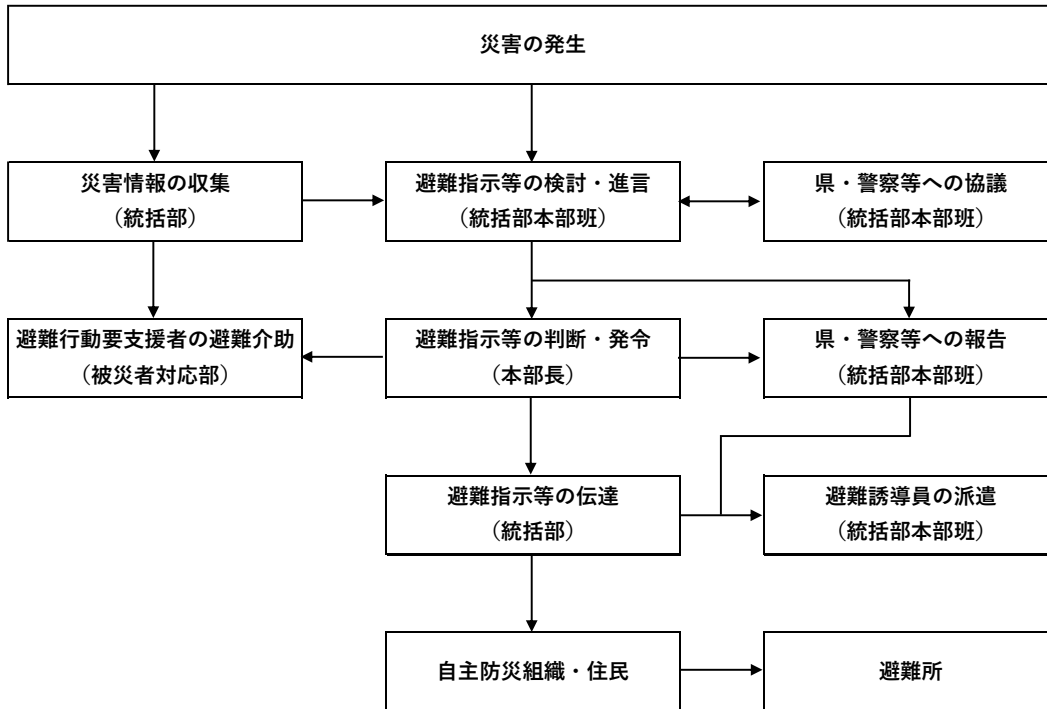 災害の発生
災害情報の収集
（統括部）
避難指示等の検討・進言
（統括部本部班）
県・警察等への協議
（統括部本部班）
避難行動要支援者の避難介助
（被災者対応部）
避難指示等の判断・発令
（本部長）
県・警察等への報告
（統括部本部班）
避難指示等の伝達
（統括部）
避難誘導員の派遣
（統括部本部班）
自主防災組織・住民
避難所